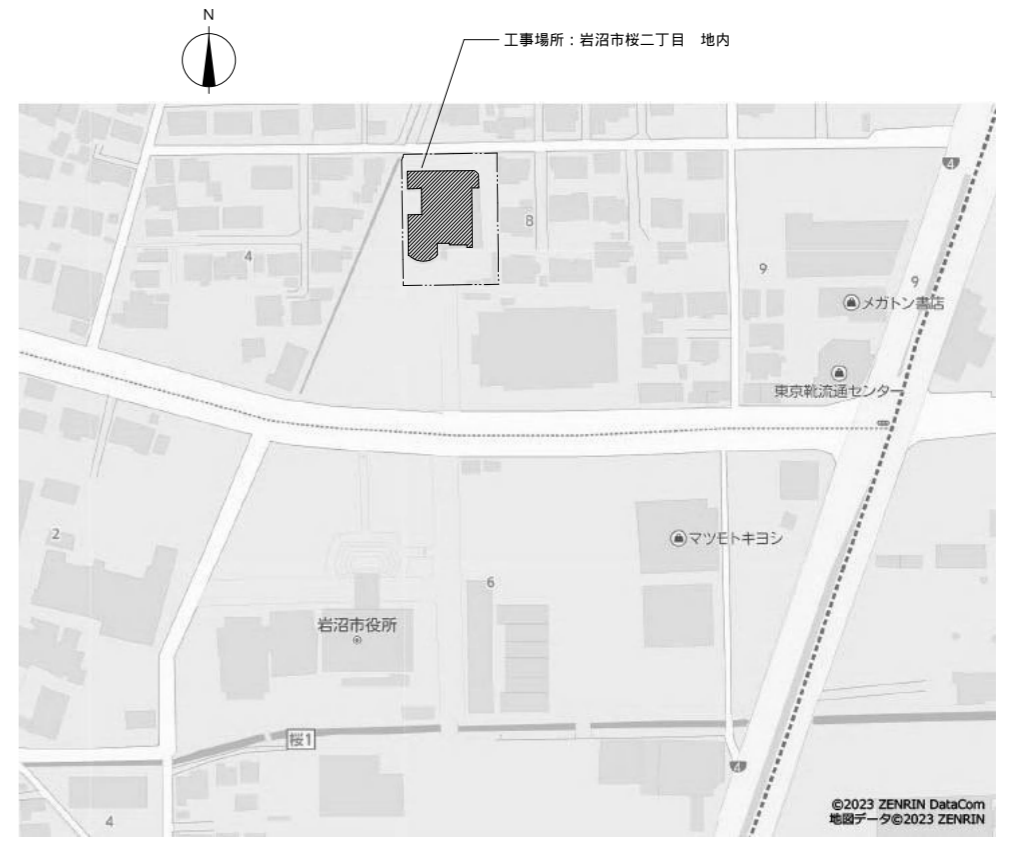 N
工事場所：岩沼市桜二丁目　地内
4
8
4
9
9
メガトン書店
東京靴流通センター
2
マツモトキヨシ
6
岩沼市役所
桜1
4
4
©2023 ZENRIN DataCom
地図データ©2023 ZENRIN